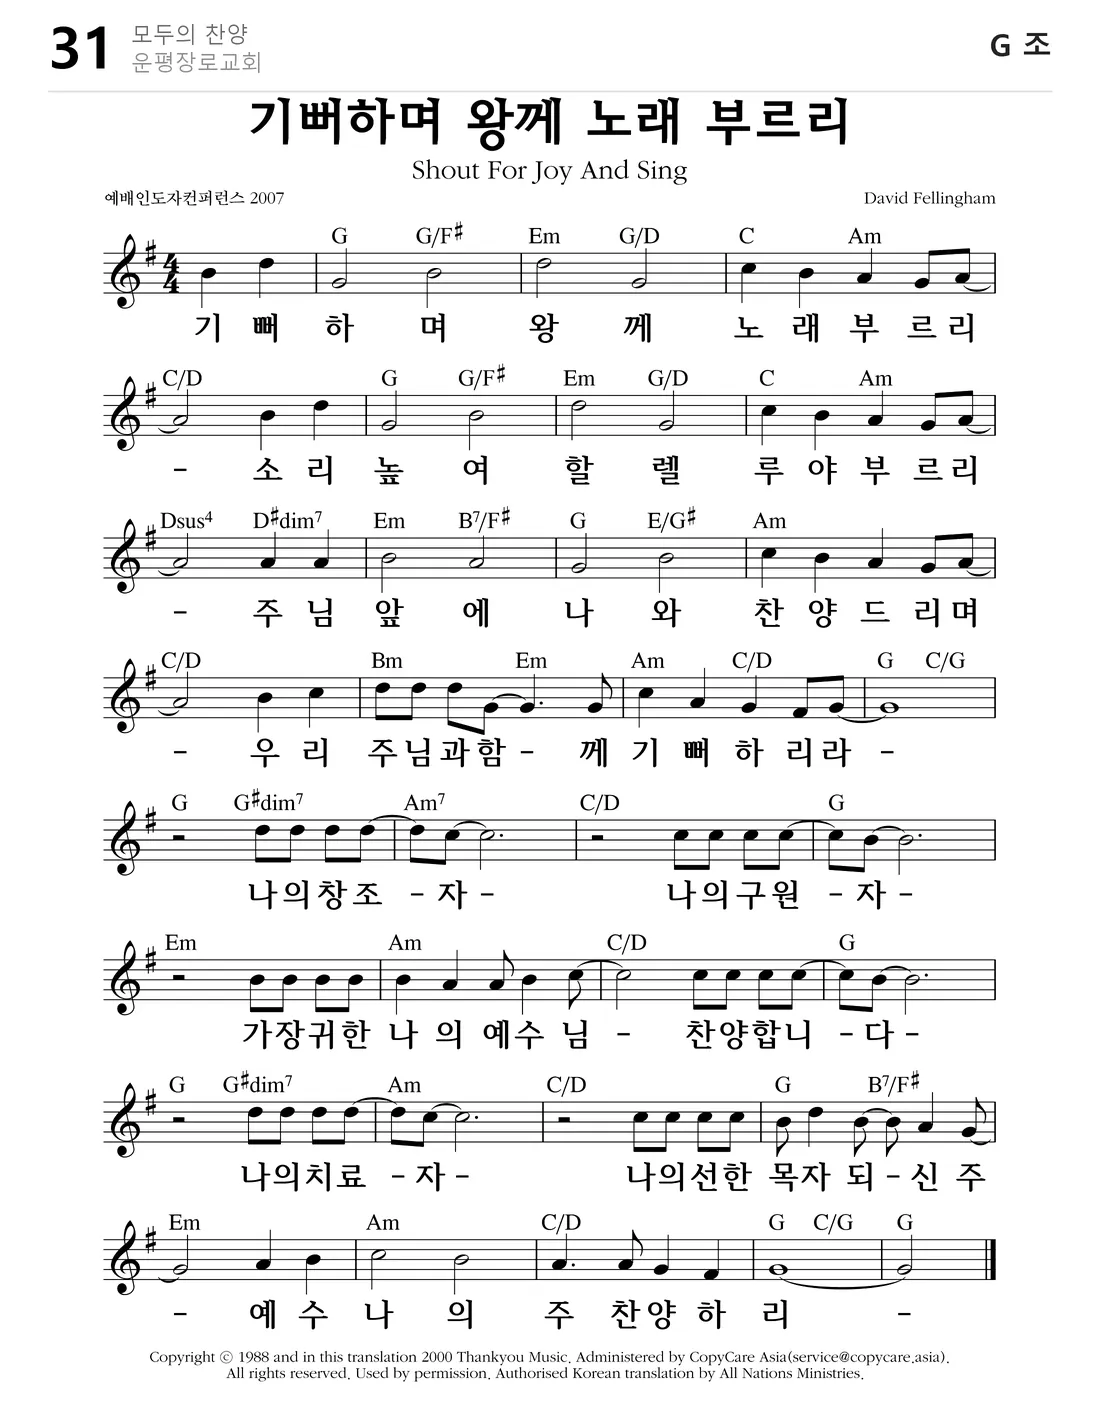 31 모두의 찬양
운평장로교회
G 조
기뻐하며 왕께 노래 부르리
Shout For Joy And Sing
예배인도자컨퍼런스 2007
David Fellingham
G G/F♯ Em G/D C Am
기 뻐 하 며 왕 께 노 래 부 르 리
C/D G G/F♯ Em G/D C Am
- 소 리 높 여 할 렐 루 야 부 르 리
Dsus4 D♯dim7 Em B7/F♯ G E/G♯ Am
- 주 님 앞 에 나 와 찬 양 드 리 며
C/D Bm Em Am C/D G C/G
- 우 리 주 님 과 함 - 께 기 뻐 하 리 라 -
G G♯dim7 Am7 C/D G
나 의 창 조 - 자 - 나 의 구 원 - 자 -
Em Am C/D G
가 장 귀 한 나 의 예 수 님 - 찬 양 합 니 - 다 -
G G♯dim7 Am C/D G B7/F♯
나 의 치 료 - 자 - 나 의 선 한 목 자 되 - 신 주
Em Am C/D G C/G G
- 예 수 나 의 주 찬 양 하 리 -
Copyright ⓒ 1988 and in this translation 2000 Thankyou Music. Administered by CopyCare Asia(service@copycare.asia).
All rights reserved. Used by permission. Authorised Korean translation by All Nations Ministries.